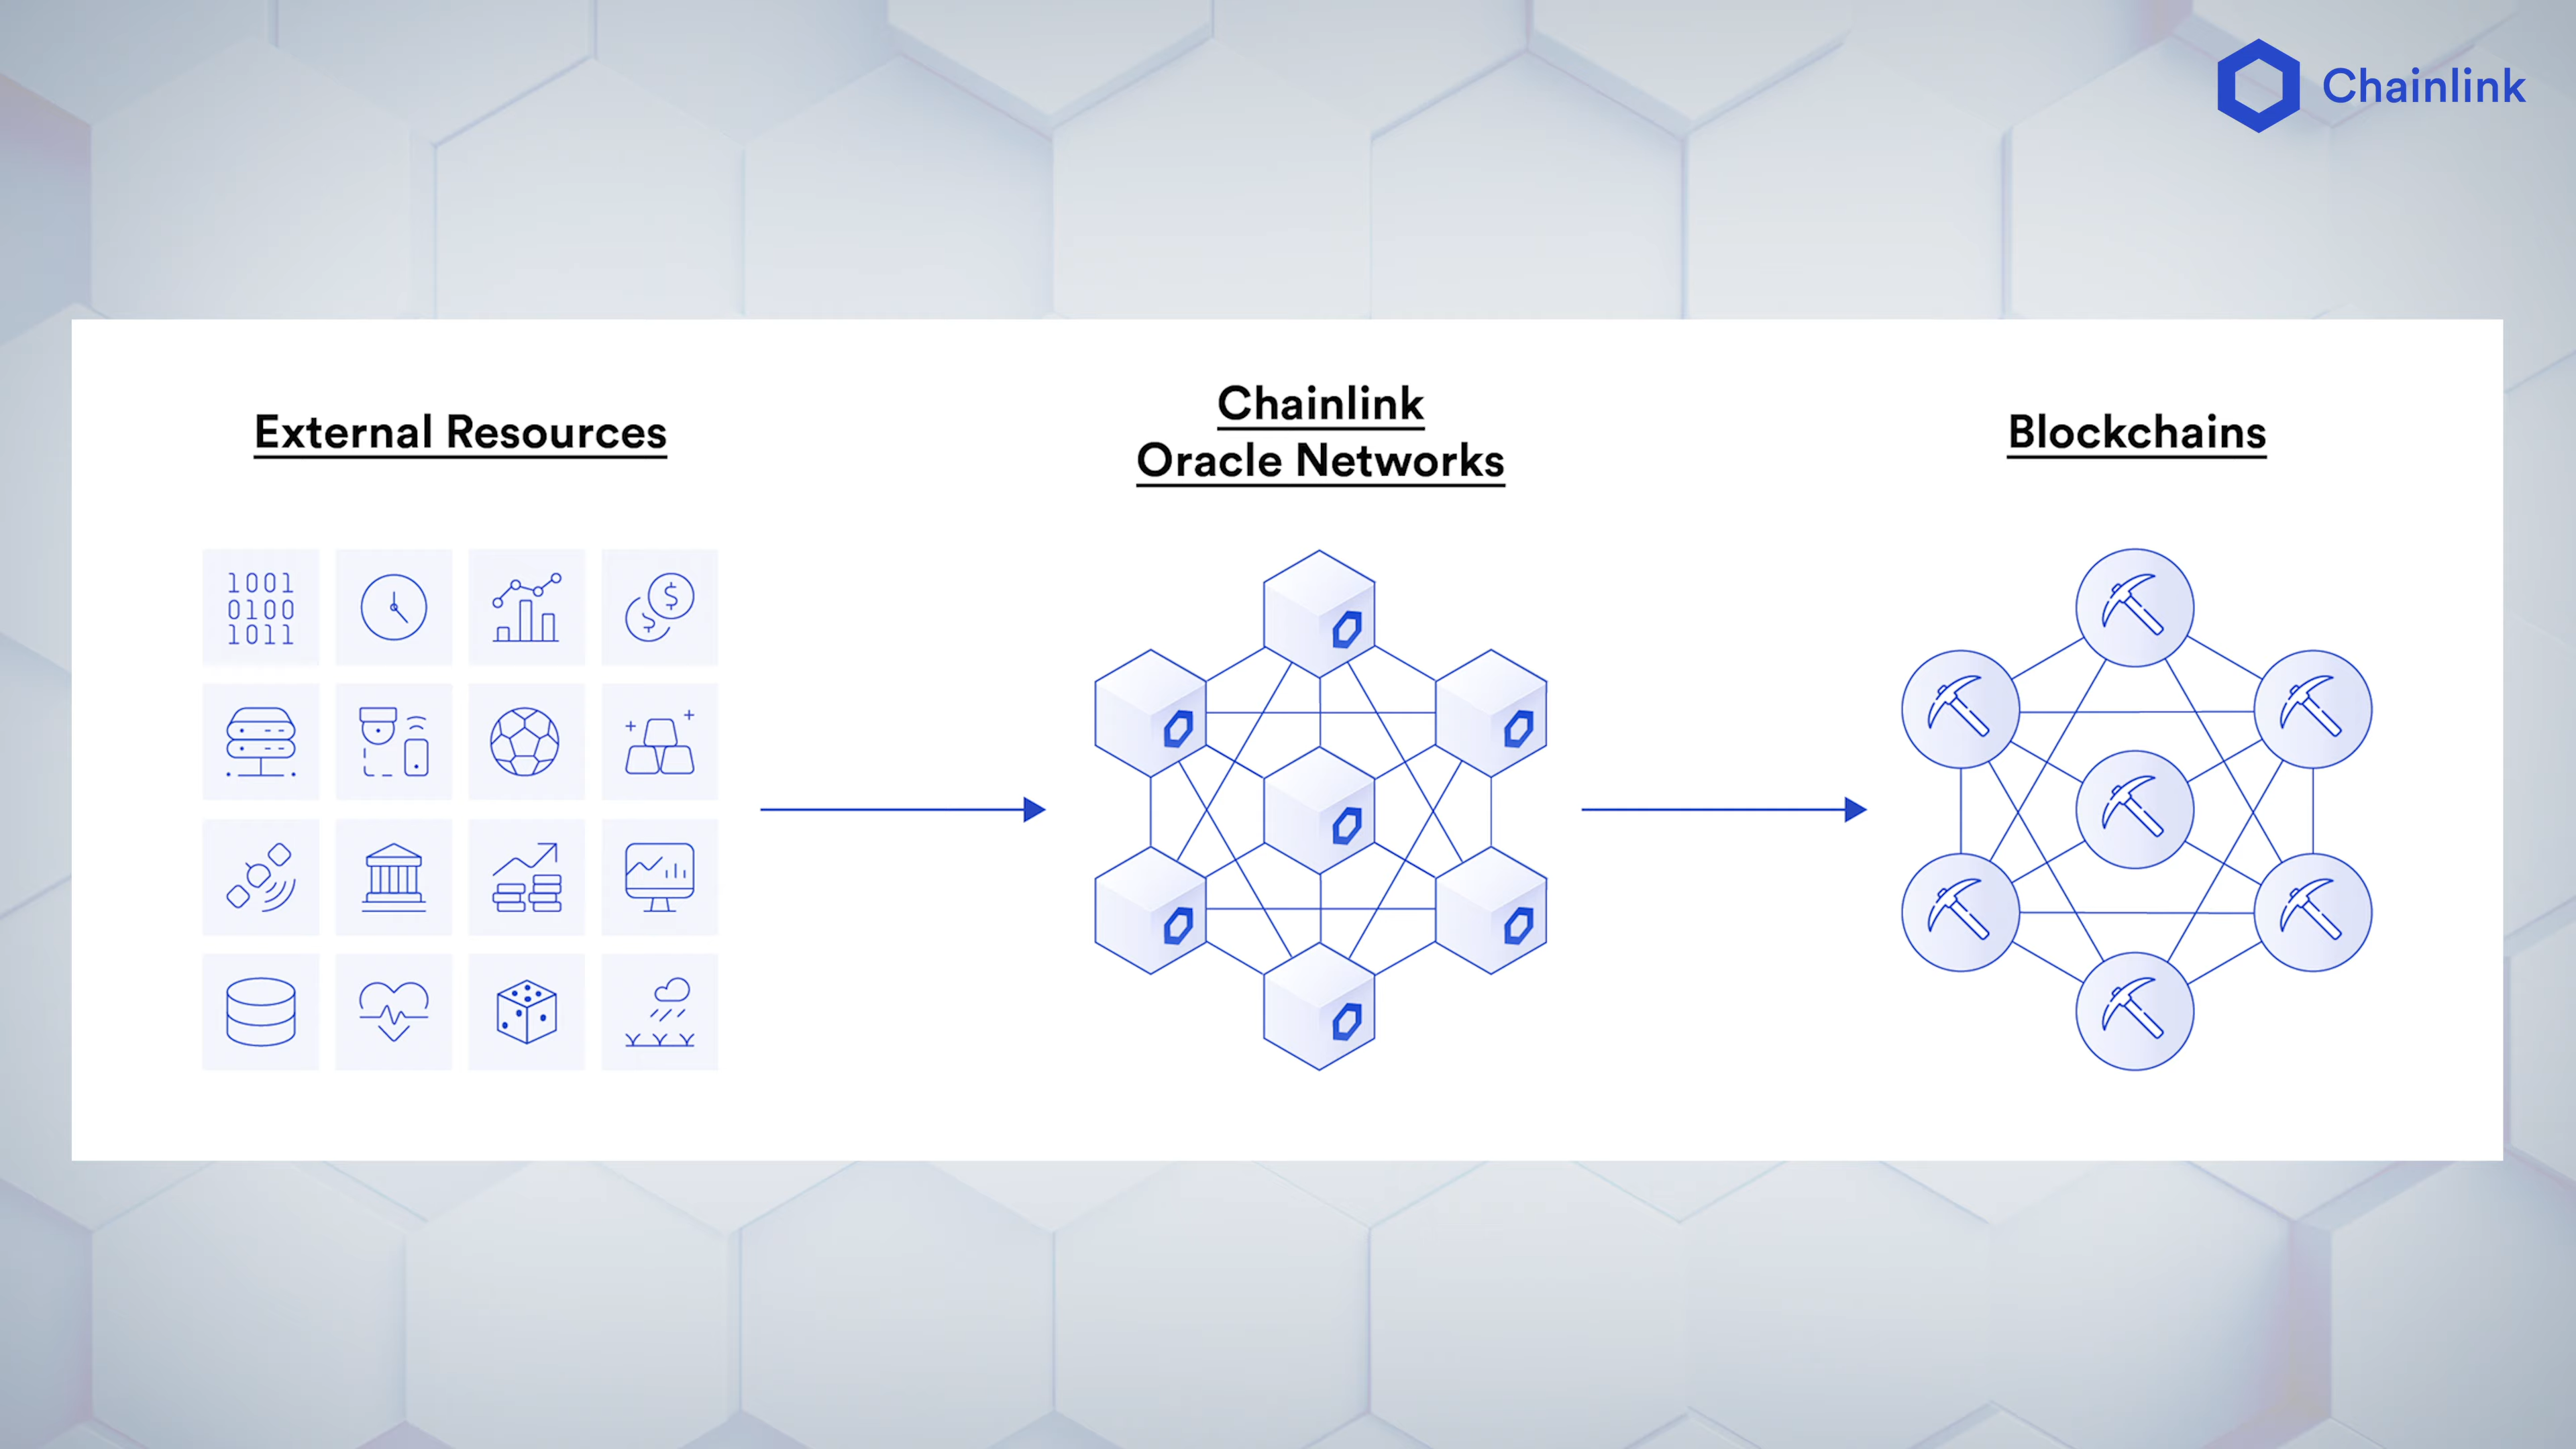 Chainlink
External Resources
Chainlink
Oracle Networks
Blockchains
1001
0100
1011
$
$